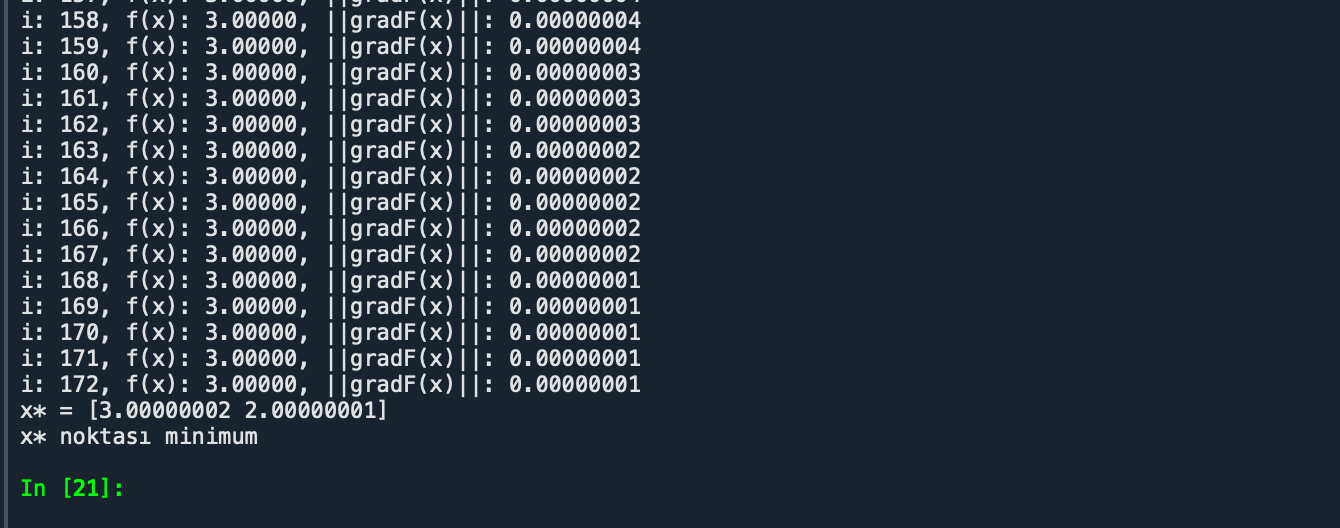 i: 157, f(x): 3.00000, ||gradF(x)||: 0.00000004
i: 158, f(x): 3.00000, ||gradF(x)||: 0.00000004
i: 159, f(x): 3.00000, ||gradF(x)||: 0.00000004
i: 160, f(x): 3.00000, ||gradF(x)||: 0.00000003
i: 161, f(x): 3.00000, ||gradF(x)||: 0.00000003
i: 162, f(x): 3.00000, ||gradF(x)||: 0.00000003
i: 163, f(x): 3.00000, ||gradF(x)||: 0.00000002
i: 164, f(x): 3.00000, ||gradF(x)||: 0.00000002
i: 165, f(x): 3.00000, ||gradF(x)||: 0.00000002
i: 166, f(x): 3.00000, ||gradF(x)||: 0.00000002
i: 167, f(x): 3.00000, ||gradF(x)||: 0.00000002
i: 168, f(x): 3.00000, ||gradF(x)||: 0.00000001
i: 169, f(x): 3.00000, ||gradF(x)||: 0.00000001
i: 170, f(x): 3.00000, ||gradF(x)||: 0.00000001
i: 171, f(x): 3.00000, ||gradF(x)||: 0.00000001
i: 172, f(x): 3.00000, ||gradF(x)||: 0.00000001
x* = [3.00000002 2.00000001]
x* noktası minimum
In [21]: